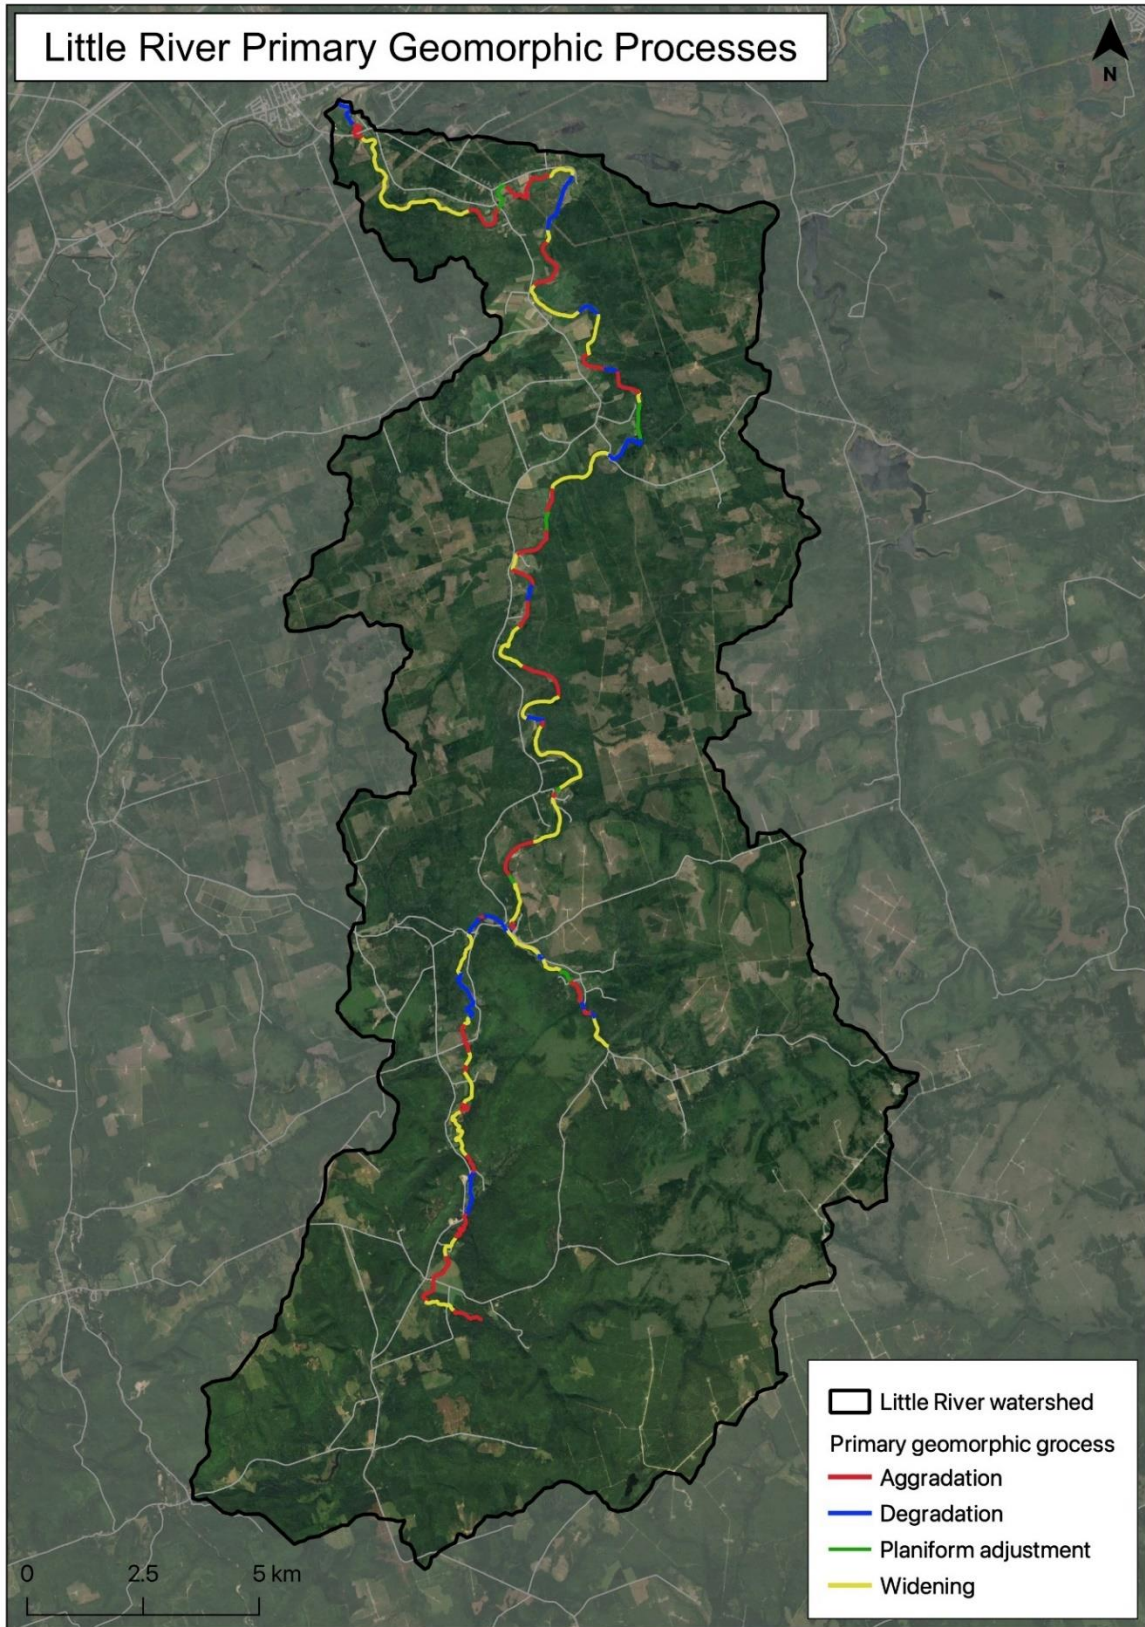 Little River Primary Geomorphic Processes
N
Little River watershed
Primary geomorphic grocess
Aggradation
Degradation
Planiform adjustment
Widening
0 2.5 5 km